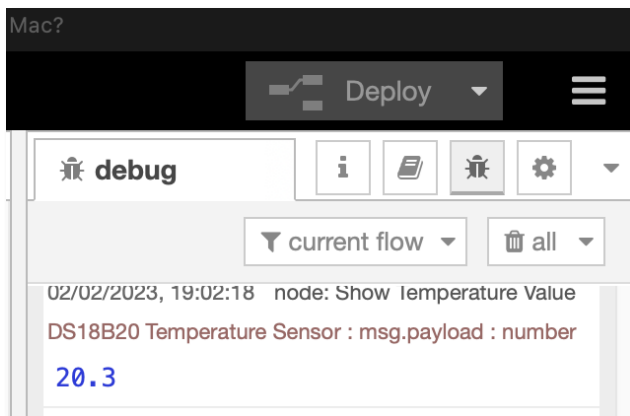 Mac?
Deploy
debug
current flow
all
02/02/2023, 19:02:18 node: Show Temperature Value
DS18B20 Temperature Sensor : msg.payload : number
20.3